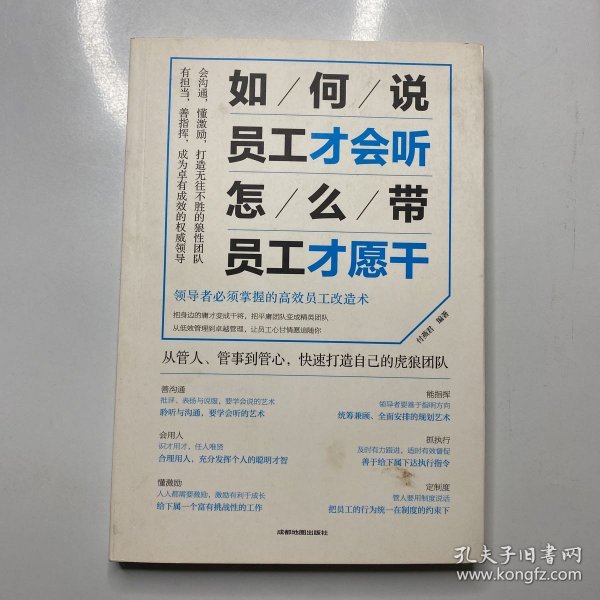 如/何/说
员工才会听
怎/么/带
员工才愿干
会沟通，懂激励，打造无往不胜的狼性团队
有担当，善指挥，成为卓有成效的权威领导
领导者必须掌握的高效员工改造术
把身边的庸才变成干将，把平庸团队变成精英团队
从低效管理到卓越管理，让员工心甘情愿追随你
付淑君 编著
从管人、管事到管心，快速打造自己的虎狼团队
善沟通
批评、表扬与说服，要学会说的艺术
聆听与沟通，要学会听的艺术
能指挥
领导者要善于指明方向
统筹兼顾、全面安排的规划艺术
会用人
识才用才，任人唯贤
合理用人，充分发挥个人的聪明才智
抓执行
及时有力跟进，适时有效督促
善于给下属下达执行指令
懂激励
人人都需要激励，激励有利于成长
给下属一个富有挑战性的工作
定制度
管人要用制度说话
把员工的行为统一在制度的约束下
成都地图出版社
孔夫子旧书网
www.kongfz.com